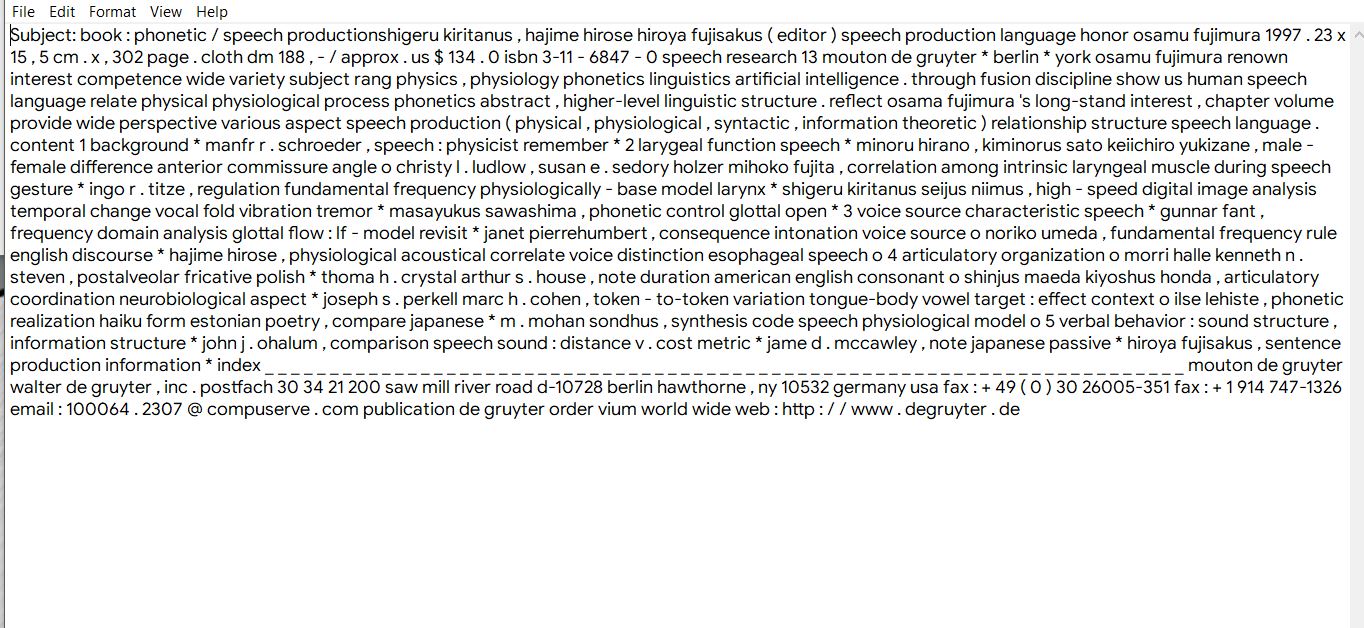 File Edit Format View Help
Subject: book : phonetic / speech productionshigeru kiritanus , hajime hirose hiroya fujisakus ( editor ) speech production language honor osamu fujimura 1997 . 23 x
15 , 5 cm . x , 302 page . cloth dm 188 , - / approx . us $ 134 . 0 isbn 3-11 - 6847 - 0 speech research 13 mouton de gruyter * berlin * york osamu fujimura renown
interest competence wide variety subject rang physics , physiology phonetics linguistics artificial intelligence . through fusion discipline show us human speech
language relate physical physiological process phonetics abstract , higher-level linguistic structure . reflect osama fujimura 's long-stand interest , chapter volume
provide wide perspective various aspect speech production ( physical , physiological , syntactic , information theoretic ) relationship structure speech language .
content 1 background * manfr r . schroeder , speech : physicist remember * 2 larygeal function speech * minoru hirano , kiminorus sato keiichiro yukizane , male -
female difference anterior commissure angle o christy l . ludlow , susan e . sedory holzer mihoko fujita , correlation among intrinsic laryngeal muscle during speech
gesture * ingo r . titze , regulation fundamental frequency physiologically - base model larynx * shigeru kiritanus seijus niimus , high - speed digital image analysis
temporal change vocal fold vibration tremor * masayukus sawashima , phonetic control glottal open * 3 voice source characteristic speech * gunnar fant ,
frequency domain analysis glottal flow : lf - model revisit * janet pierrehumbert , consequence intonation voice source o noriko umeda , fundamental frequency rule
english discourse * hajime hirose , physiological acoustical correlate voice distinction esophageal speech o 4 articulatory organization o morri halle kenneth n .
steven , postalveolar fricative polish * thoma h . crystal arthur s . house , note duration american english consonant o shinjus maeda kiyoshus honda , articulatory
coordination neurobiological aspect * joseph s . perkell marc h . cohen , token - to-token variation tongue-body vowel target : effect context o ilse lehiste , phonetic
realization haiku form estonian poetry , compare japanese * m . mohan sondhus , synthesis code speech physiological model o 5 verbal behavior : sound structure ,
information structure * john j . ohalum , comparison speech sound : distance v . cost metric * jame d . mccawley , note japanese passive * hiroya fujisakus , sentence
production information * index _ _ _ _ _ _ _ _ _ _ _ _ _ _ _ _ _ _ _ _ _ _ _ _ _ _ _ _ _ _ _ _ _ _ _ _ _ _ _ _ _ _ _ _ _ _ _ _ _ _ _ _ _ _ _ _ _ _ _ _ _ _ _ _ _ _ _ _ _ _ _ _ mouton de gruyter
walter de gruyter , inc . postfach 30 34 21 200 saw mill river road d-10728 berlin hawthorne , ny 10532 germany usa fax : + 49 ( 0 ) 30 26005-351 fax : + 1 914 747-1326
email : 100064 . 2307 @ compuserve . com publication de gruyter order vium world wide web : http : / / www . degruyter . de